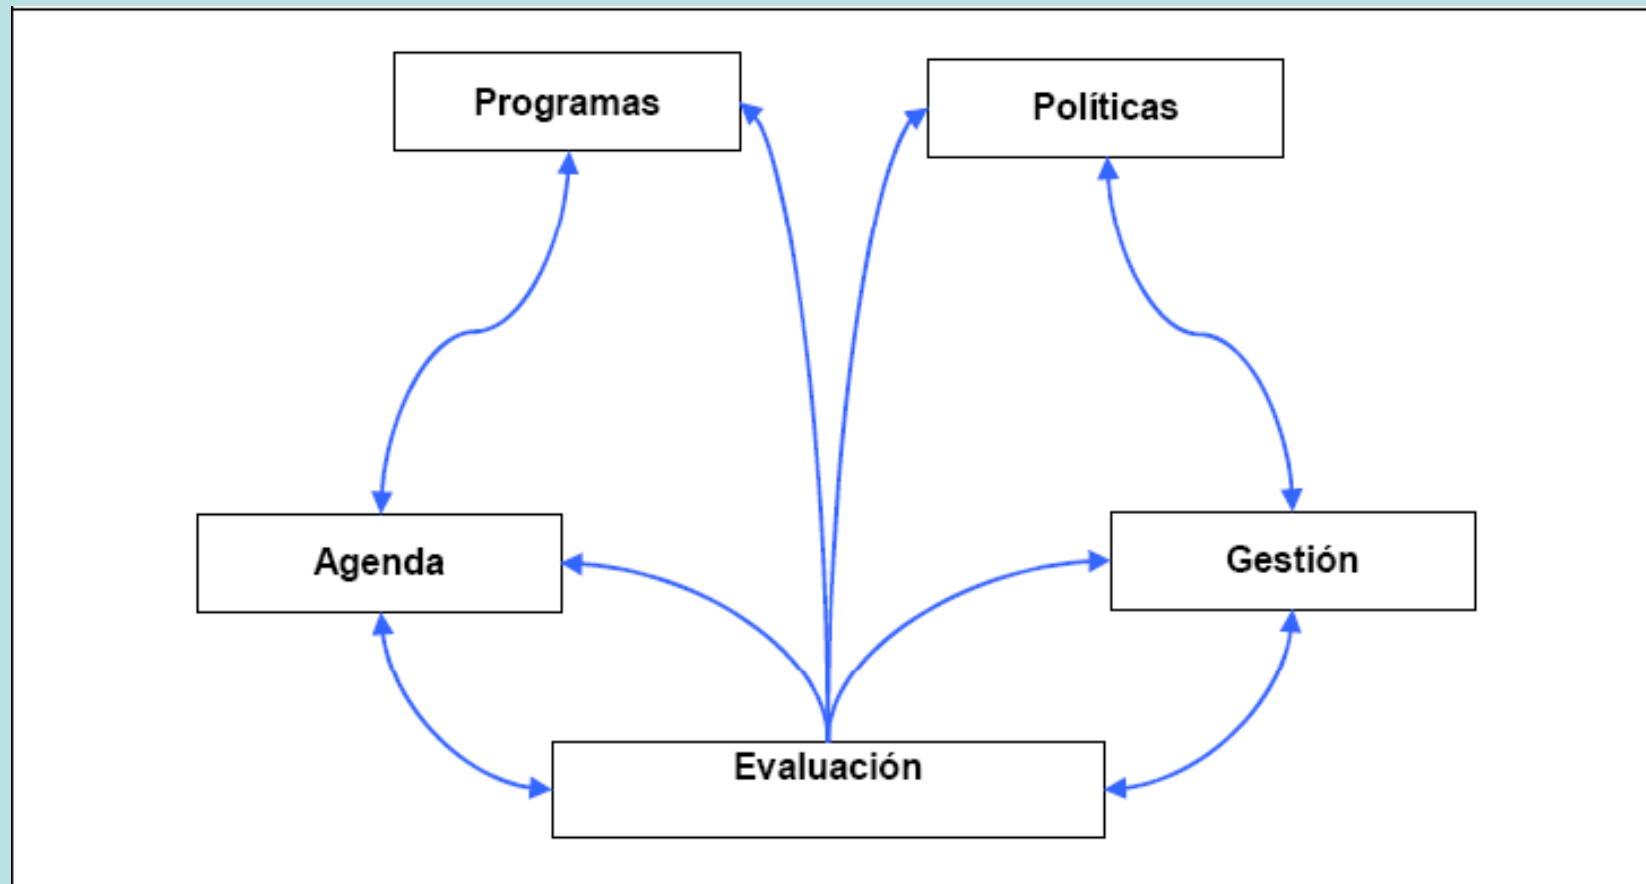 Programas
Políticas
Agenda
Gestión
Evaluación